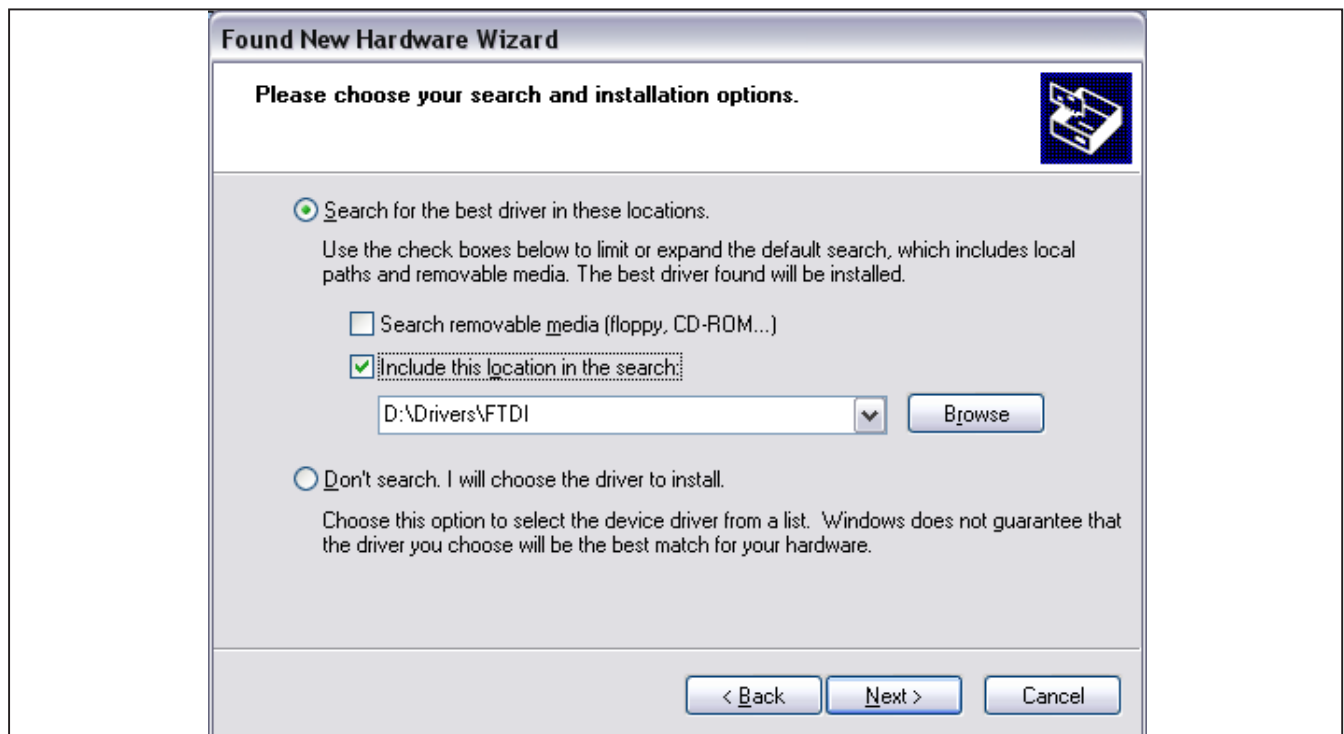 Found New Hardware Wizard
Please choose your search and installation options.
Search for the best driver in these locations.
Use the check boxes below to limit or expand the default search, which includes local
paths and removable media. The best driver found will be installed.
Search removable media (floppy, CD-ROM...)
Include this location in the search:
D:\Drivers\FTDI
Browse
Don't search. I will choose the driver to install.
Choose this option to select the device driver from a list.  Windows does not guarantee that
the driver you choose will be the best match for your hardware.
< Back Next > Cancel